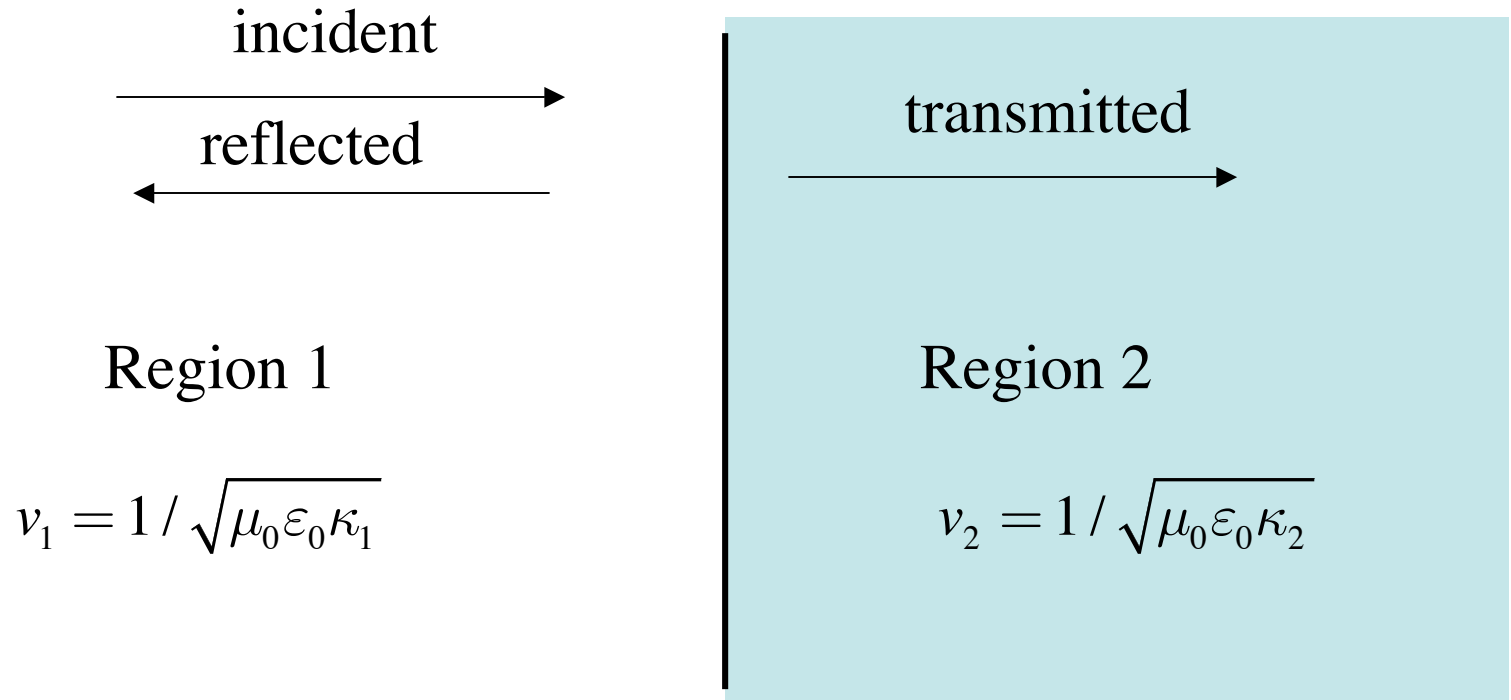 incident
reflected
transmitted
Region 1
Region 2
v₁ = 1 / √μ₀ε₀κ₁
v₂ = 1 / √μ₀ε₀κ₂